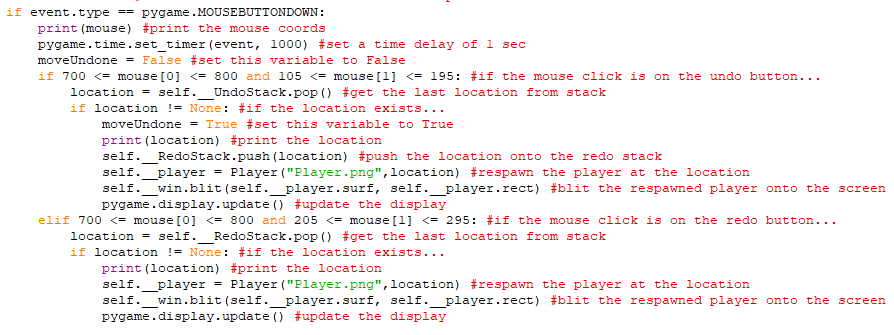 if event.type == pygame.MOUSEBUTTONDOWN:
    print(mouse) #print the mouse coords
    pygame.time.set_timer(event, 1000) #set a time delay of 1 sec
    moveUndone = False #set this variable to False
    if 700 <= mouse[0] <= 800 and 105 <= mouse[1] <= 195: #if the mouse click is on the undo button...
        location = self.__UndoStack.pop() #get the last location from stack
        if location != None: #if the location exists...
            moveUndone = True #set this variable to True
            print(location) #print the location
            self.__RedoStack.push(location) #push the location onto the redo stack
            self.__player = Player("Player.png",location) #respawn the player at the location
            self.__win.blit(self.__player.surf, self.__player.rect) #blit the respawned player onto the screen
            pygame.display.update() #update the display
    elif 700 <= mouse[0] <= 800 and 205 <= mouse[1] <= 295: #if the mouse click is on the redo button...
        location = self.__RedoStack.pop() #get the last location from stack
        if location != None: #if the location exists...
            print(location) #print the location
            self.__player = Player("Player.png",location) #respawn the player at the location
            self.__win.blit(self.__player.surf, self.__player.rect) #blit the respawned player onto the screen
            pygame.display.update() #update the display